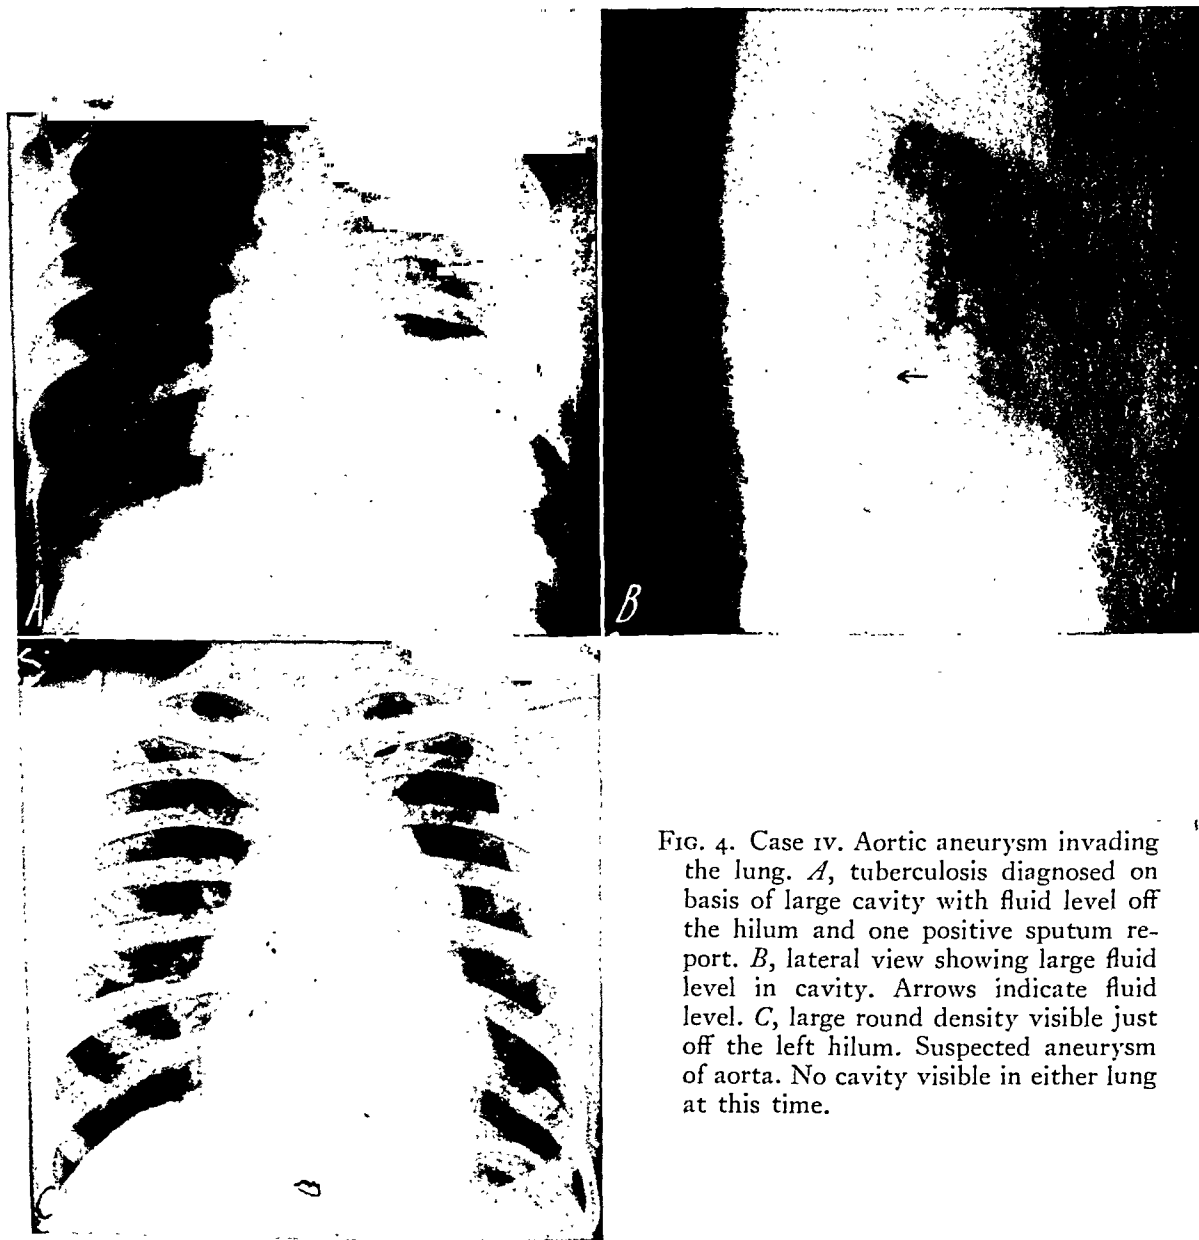 A
B
C
FIG. 4. Case IV. Aortic aneurysm invading
the lung. A, tuberculosis diagnosed on
basis of large cavity with fluid level off
the hilum and one positive sputum re-
port. B, lateral view showing large fluid
level in cavity. Arrows indicate fluid
level. C, large round density visible just
off the left hilum. Suspected aneurysm
of aorta. No cavity visible in either lung
at this time.